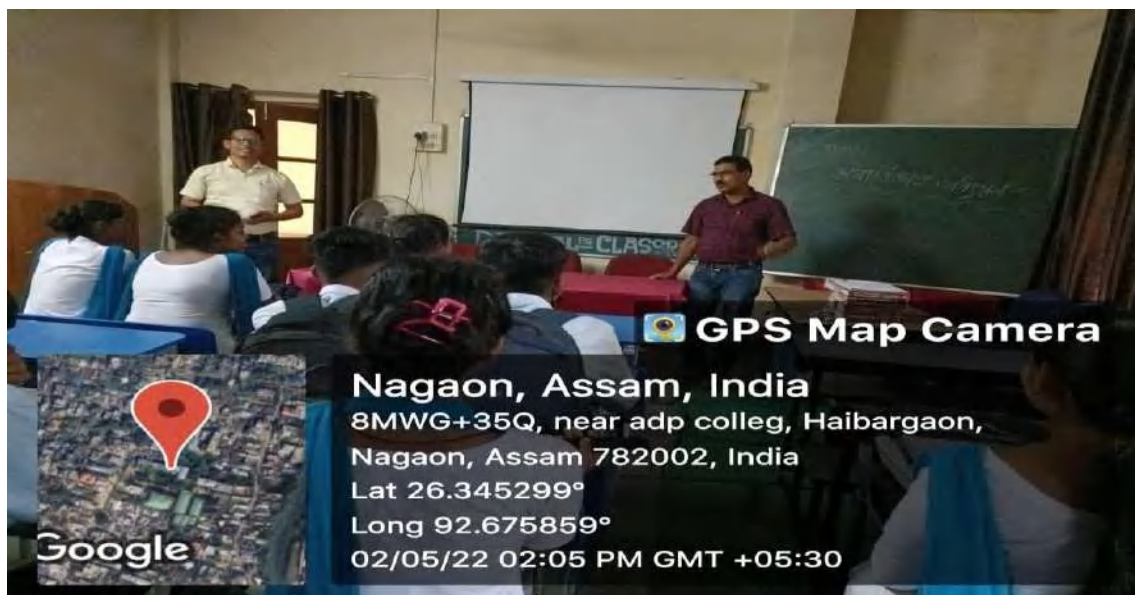 GPS Map Camera
Nagaon, Assam, India
8MWG+35Q, near adp colleg, Haibargaon,
Nagaon, Assam 782002, India
Lat 26.345299°
Long 92.675859°
02/05/22 02:05 PM GMT +05:30
Google